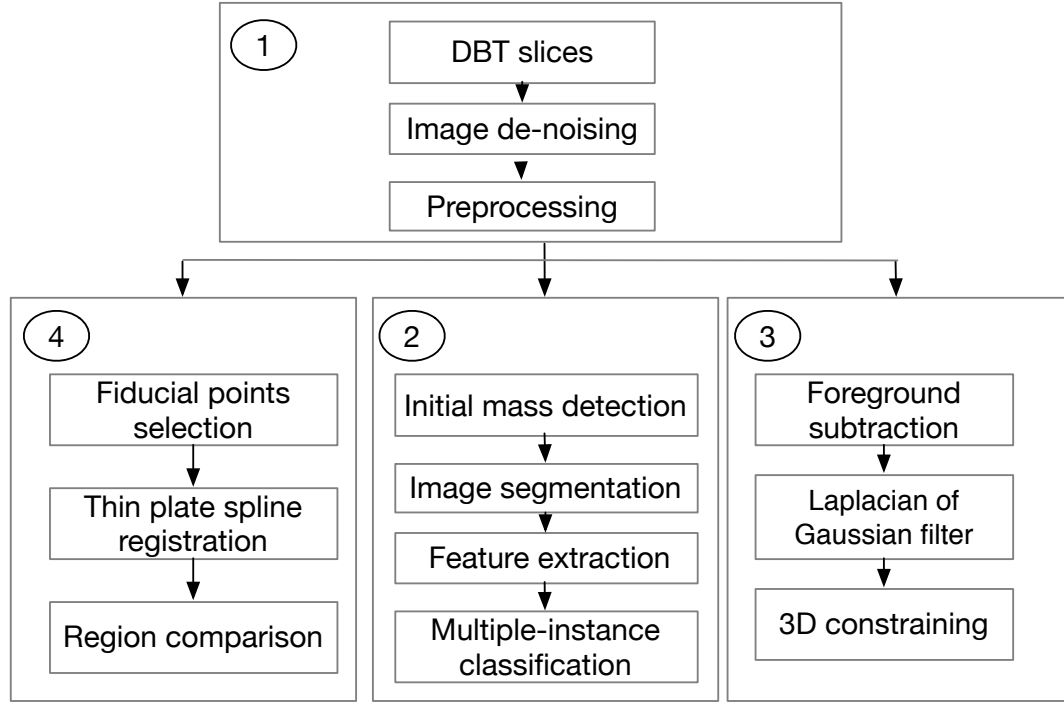 1
DBT slices
Image de-noising
Preprocessing
4
Fiducial points
selection
Thin plate spline
registration
Region comparison
2
Initial mass detection
Image segmentation
Feature extraction
Multiple-instance
classification
3
Foreground
subtraction
Laplacian of
Gaussian filter
3D constraining